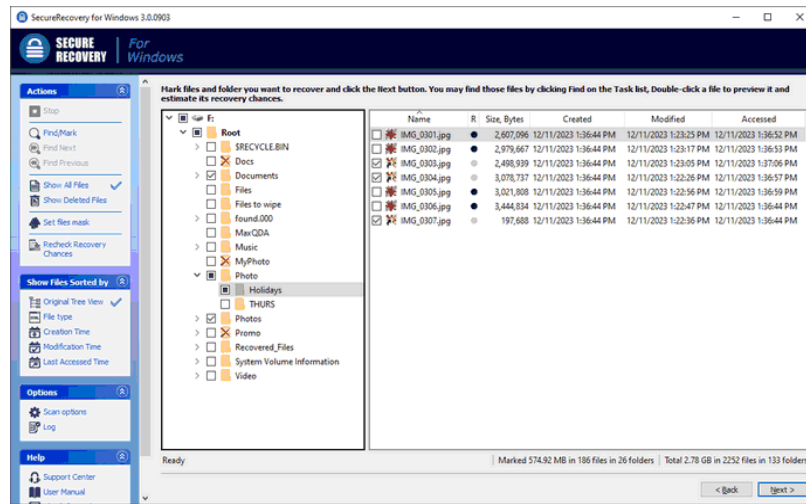 SecureRecovery for Windows 3.0.0903
SECURE RECOVERY For Windows
Actions
Stop
Find/Mark
Find Next
Find Previous
Show All Files
Show Deleted Files
Set files mask
Recheck Recovery
Chances
Show Files Sorted by
Original Tree View
File type
Creation Time
Modification Time
Last Accessed Time
Options
Scan options
Log
Help
Support Center
User Manual
Mark files and folder you want to recover and click the Next button. You may find those files by clicking Find on the Task list, Double-click a file to preview it and
estimate its recovery chances.
F:
Root
$RECYCLE.BIN
Docs
Documents
Files
Files to wipe
found.000
MaxQDA
Music
MyPhoto
Photo
Holidays
THURS
Photos
Promo
Recovered_Files
System Volume Information
Video
Name R Size, Bytes Created Modified Accessed
IMG_0301.jpg 2,607,096 12/11/2023 1:36:44 PM 12/11/2023 1:23:25 PM 12/11/2023 1:36:52 PM
IMG_0302.jpg 2,979,667 12/11/2023 1:36:44 PM 12/11/2023 1:23:17 PM 12/11/2023 1:36:53 PM
IMG_0303.jpg 2,498,939 12/11/2023 1:36:44 PM 12/11/2023 1:23:05 PM 12/11/2023 1:37:06 PM
IMG_0304.jpg 3,078,737 12/11/2023 1:36:44 PM 12/11/2023 1:22:26 PM 12/11/2023 1:36:57 PM
IMG_0305.jpg 3,021,808 12/11/2023 1:36:44 PM 12/11/2023 1:22:56 PM 12/11/2023 1:36:59 PM
IMG_0306.jpg 3,444,834 12/11/2023 1:36:44 PM 12/11/2023 1:22:37 PM 12/11/2023 1:36:44 PM
IMG_0307.jpg 197,688 12/11/2023 1:36:44 PM 12/11/2023 1:22:36 PM 12/11/2023 1:36:44 PM
Ready
Marked 574.92 MB in 186 files in 26 folders
Total 2.78 GB in 2252 files in 133 folders
< Back
Next >